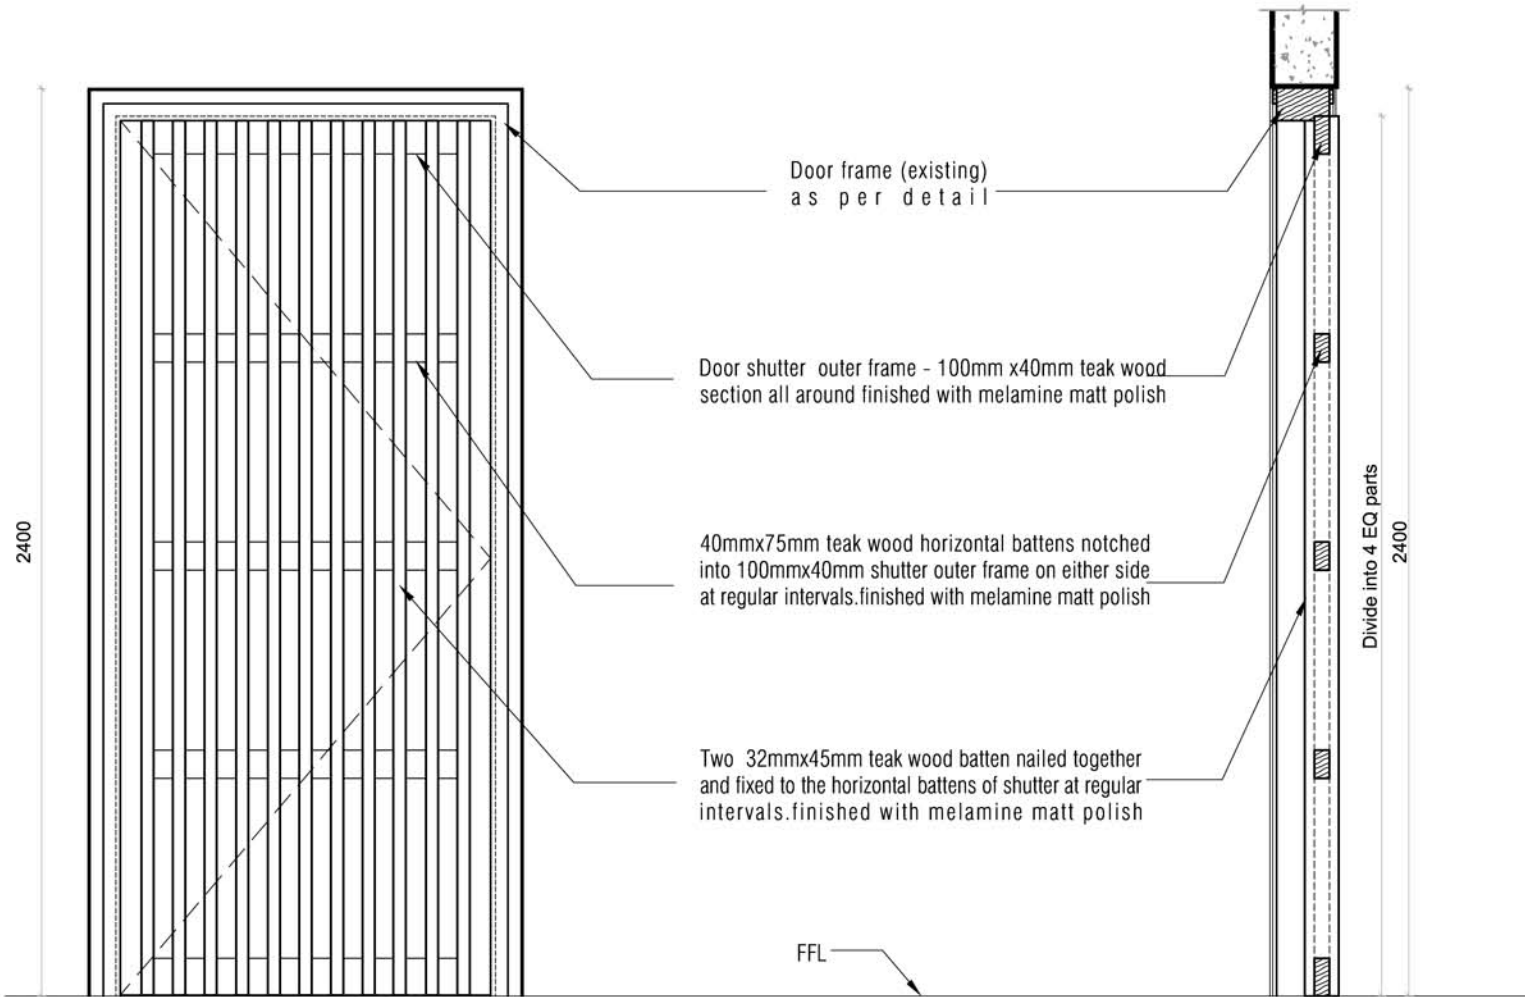 Door frame (existing)
as per detail
Door shutter outer frame - 100mm x40mm teak wood
section all around finished with melamine matt polish
40mmx75mm teak wood horizontal battens notched
into 100mmx40mm shutter outer frame on either side
at regular intervals.finished with melamine matt polish
2400
Divide into 4 EQ parts
2400
Two 32mmx45mm teak wood batten nailed together
and fixed to the horizontal battens of shutter at regular
intervals.finished with melamine matt polish
FFL